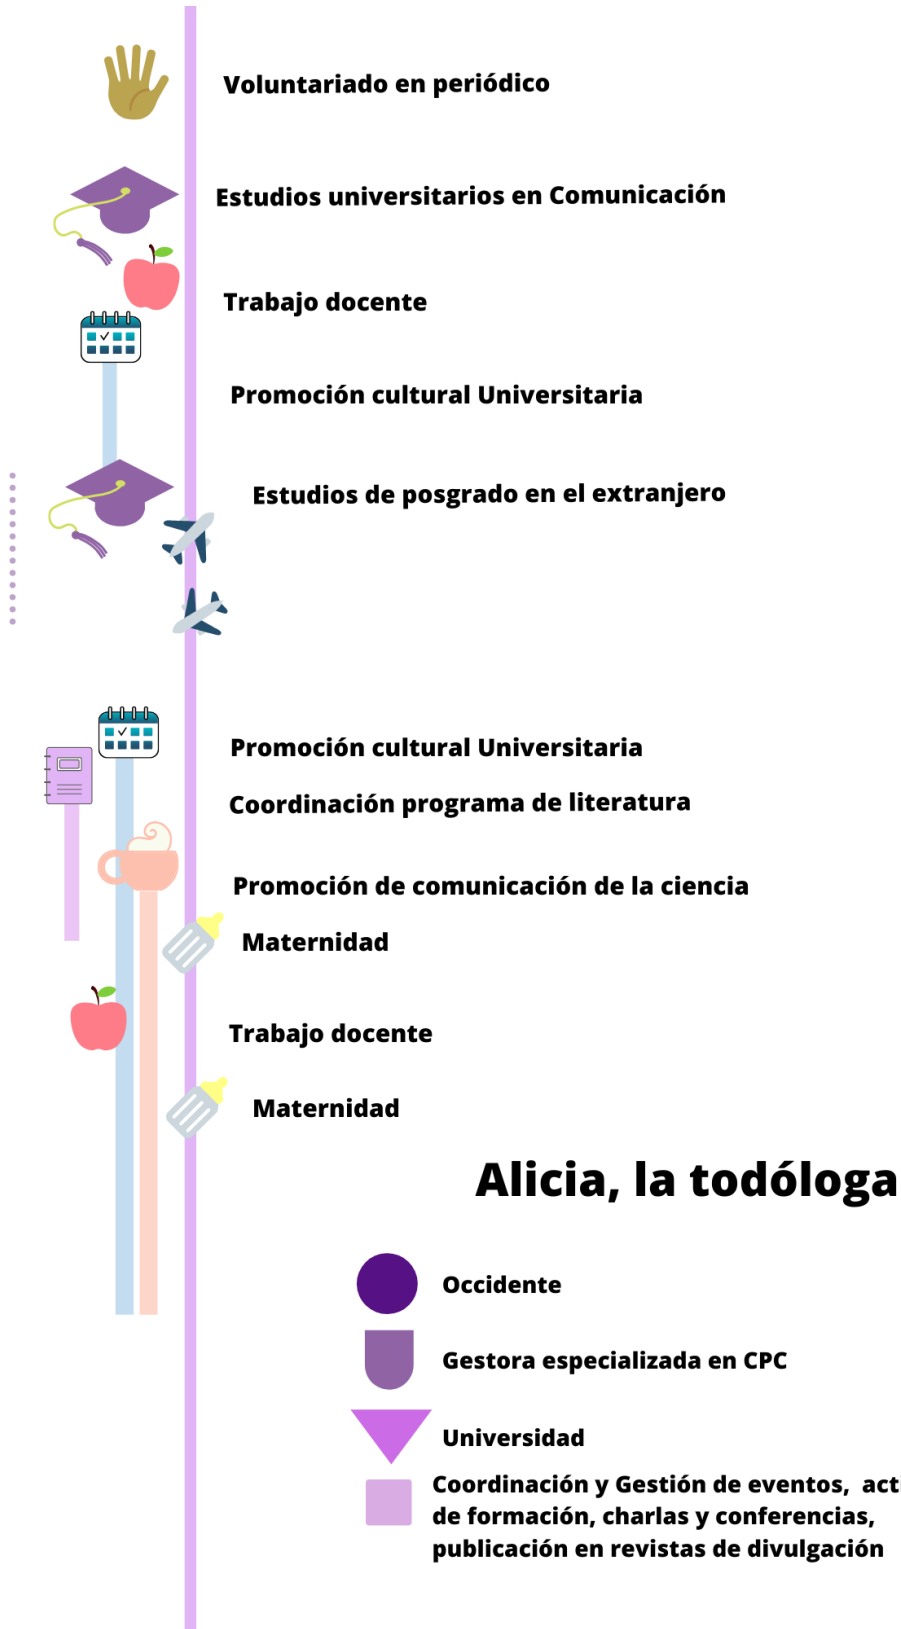 Voluntariado en periódico
Estudios universitarios en Comunicación
Trabajo docente
Promoción cultural Universitaria
Estudios de posgrado en el extranjero
Promoción cultural Universitaria
Coordinación programa de literatura
Promoción de comunicación de la ciencia
Maternidad
Trabajo docente
Maternidad
Alicia, la todóloga
Occidente
Gestora especializada en CPC
Universidad
Coordinación y Gestión de eventos,
de formación, charlas y conferencias,
publicación en revistas de divulgación